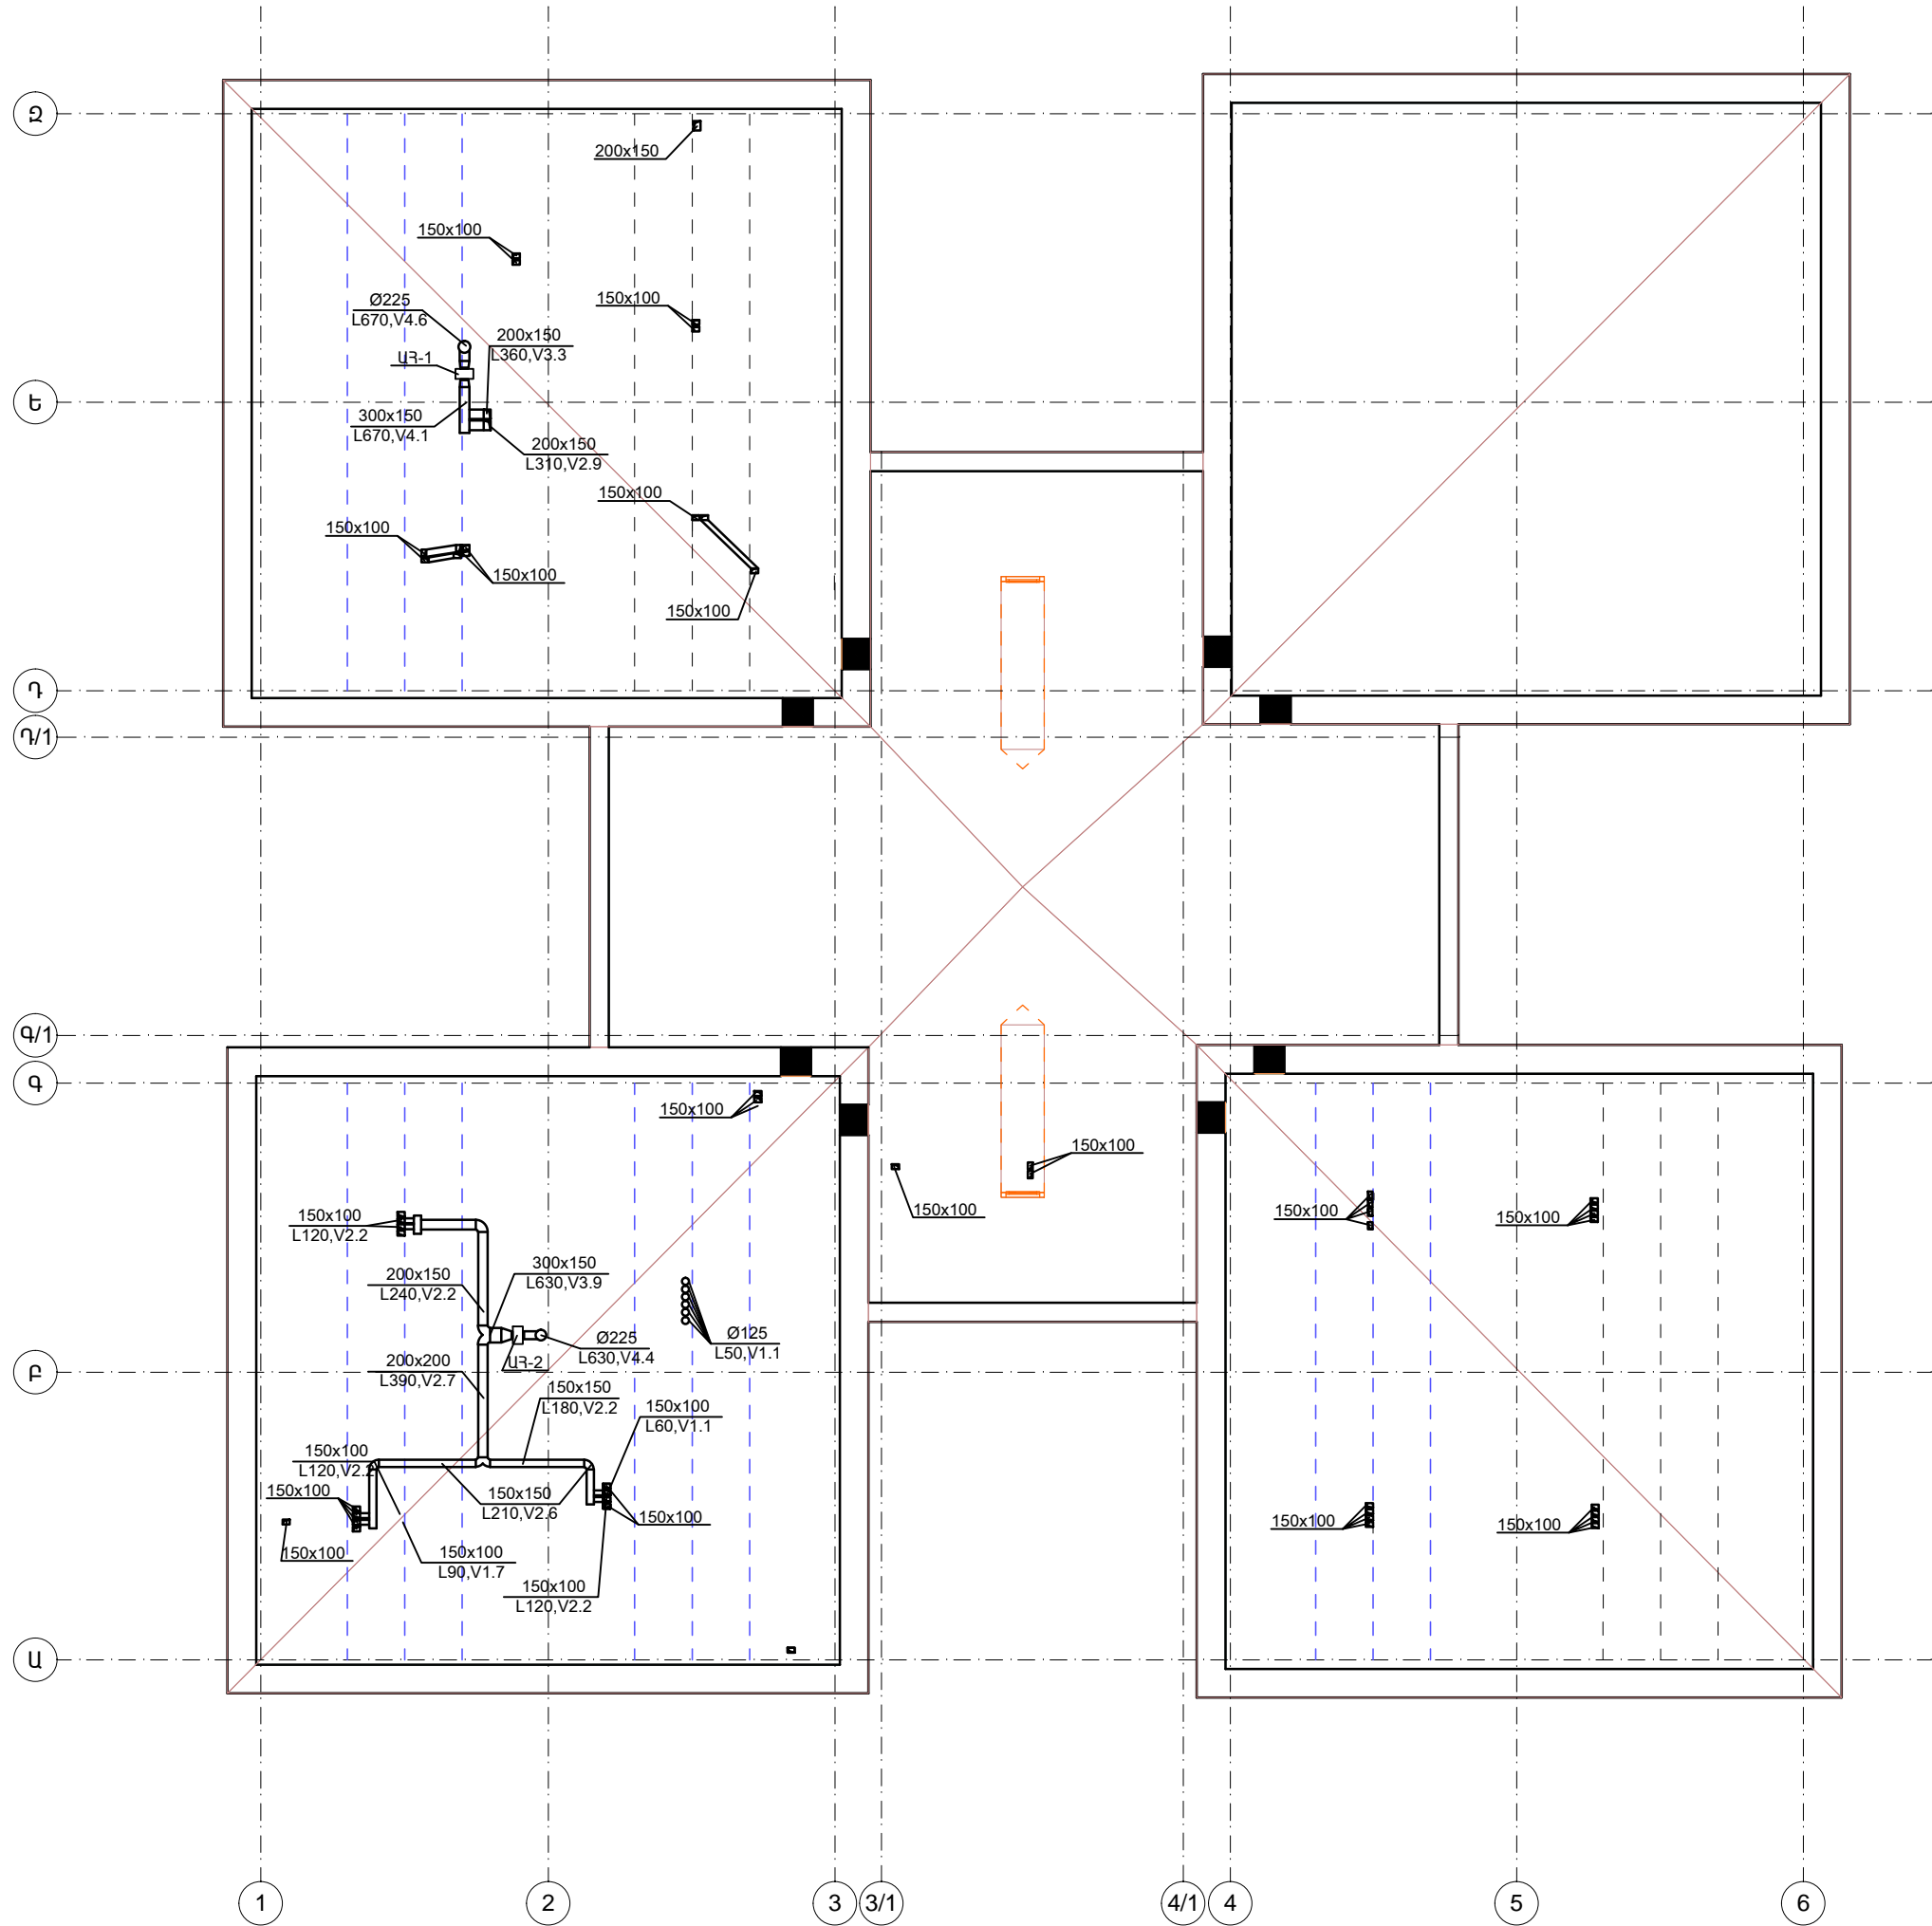 Զ
200x150
150x100
150x100
Ø225
L670,V4.6
200x150
L360,V3.3
ԱՀ-1
Ե
300x150
L670,V4.1
200x150
L310,V2.9
150x100
150x100
150x100
150x100
Դ
Դ/1
Գ/1
Գ
150x100
150x100
150x100
150x100
L120,V2.2
150x100
150x100
300x150
L630,V3.9
200x150
L240,V2.2
Ø225
L630,V4.4
Ø125
L50,V1.1
ԱՀ-2
Բ
200x200
L390,V2.7
150x150
L180,V2.2
150x100
L60,V1.1
150x100
L120,V2.2
150x100
150x150
L210,V2.6
150x100
150x100
150x100
150x100
150x100
L90,V1.7
150x100
L120,V2.2
Ա
1
2
3
3/1
4/1
4
5
6